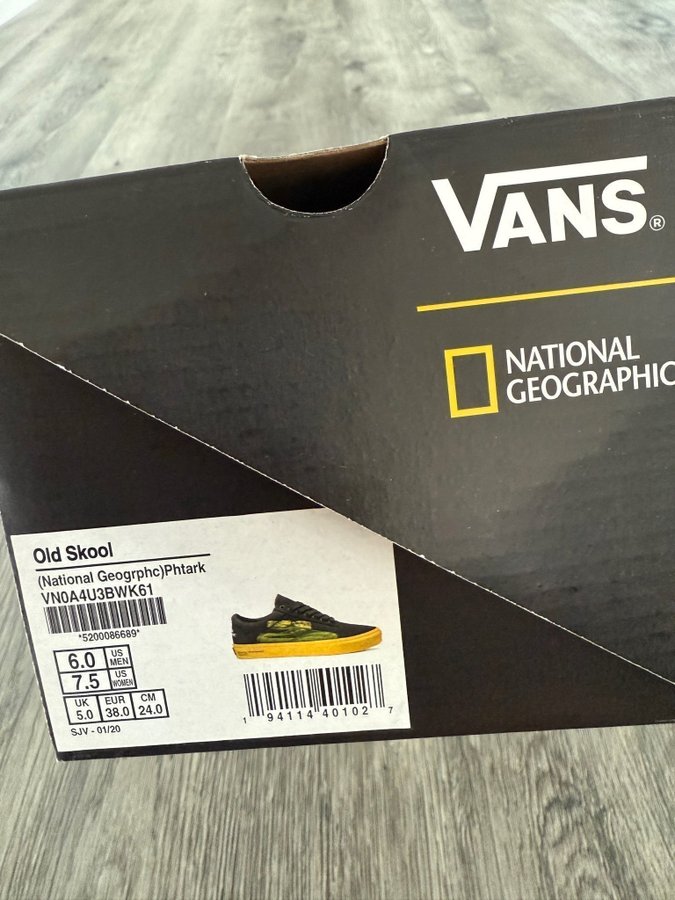 VANS®
NATIONAL
GEOGRAPHIC
Old Skool
(National Geogrphc)Phtark
VN0A4U3BWK61
*5200086689*
6.0 US MEN
7.5 US WOMEN
UK EUR CM
5.0 38.0 24.0
SJV - 01/20
1 94114 40102 7